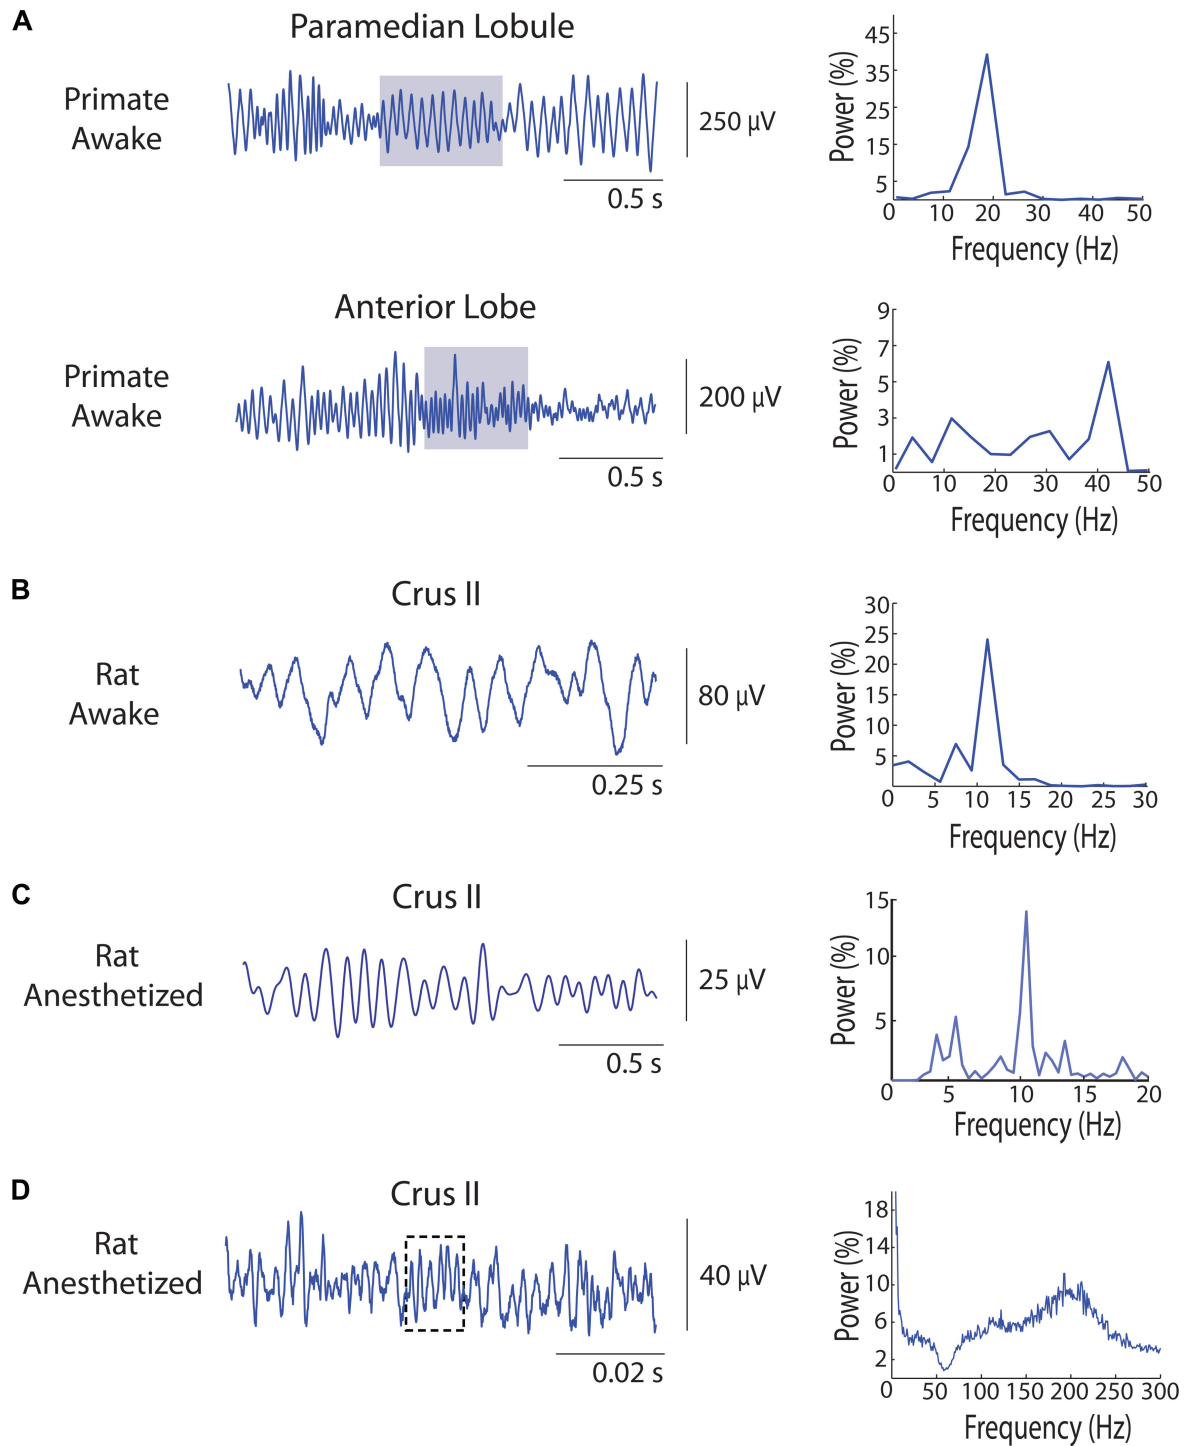 A
Paramedian Lobule
Primate
Awake
250 µV
0.5 s
Power (%)
45
35
25
15
5
0 10 20 30 40 50
Frequency (Hz)
Anterior Lobe
Primate
Awake
200 µV
0.5 s
Power (%)
9
7
5
3
1
0 10 20 30 40 50
Frequency (Hz)
B
Crus II
Rat
Awake
80 µV
0.25 s
Power (%)
30
25
20
15
10
5
0 5 10 15 20 25 30
Frequency (Hz)
C
Crus II
Rat
Anesthetized
25 µV
0.5 s
Power (%)
15
10
5
0 5 10 15 20
Frequency (Hz)
D
Crus II
Rat
Anesthetized
40 µV
0.02 s
Power (%)
18
14
10
6
2
0 50 100 150 200 250 300
Frequency (Hz)